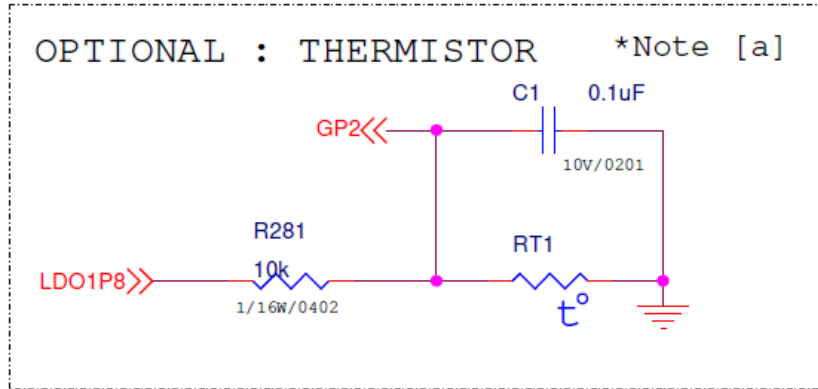 OPTIONAL : THERMISTOR *Note [a]
C1 0.1uF
GP2
10V/0201
R281
RT1
LDO1P8
10k
1/16W/0402
t°